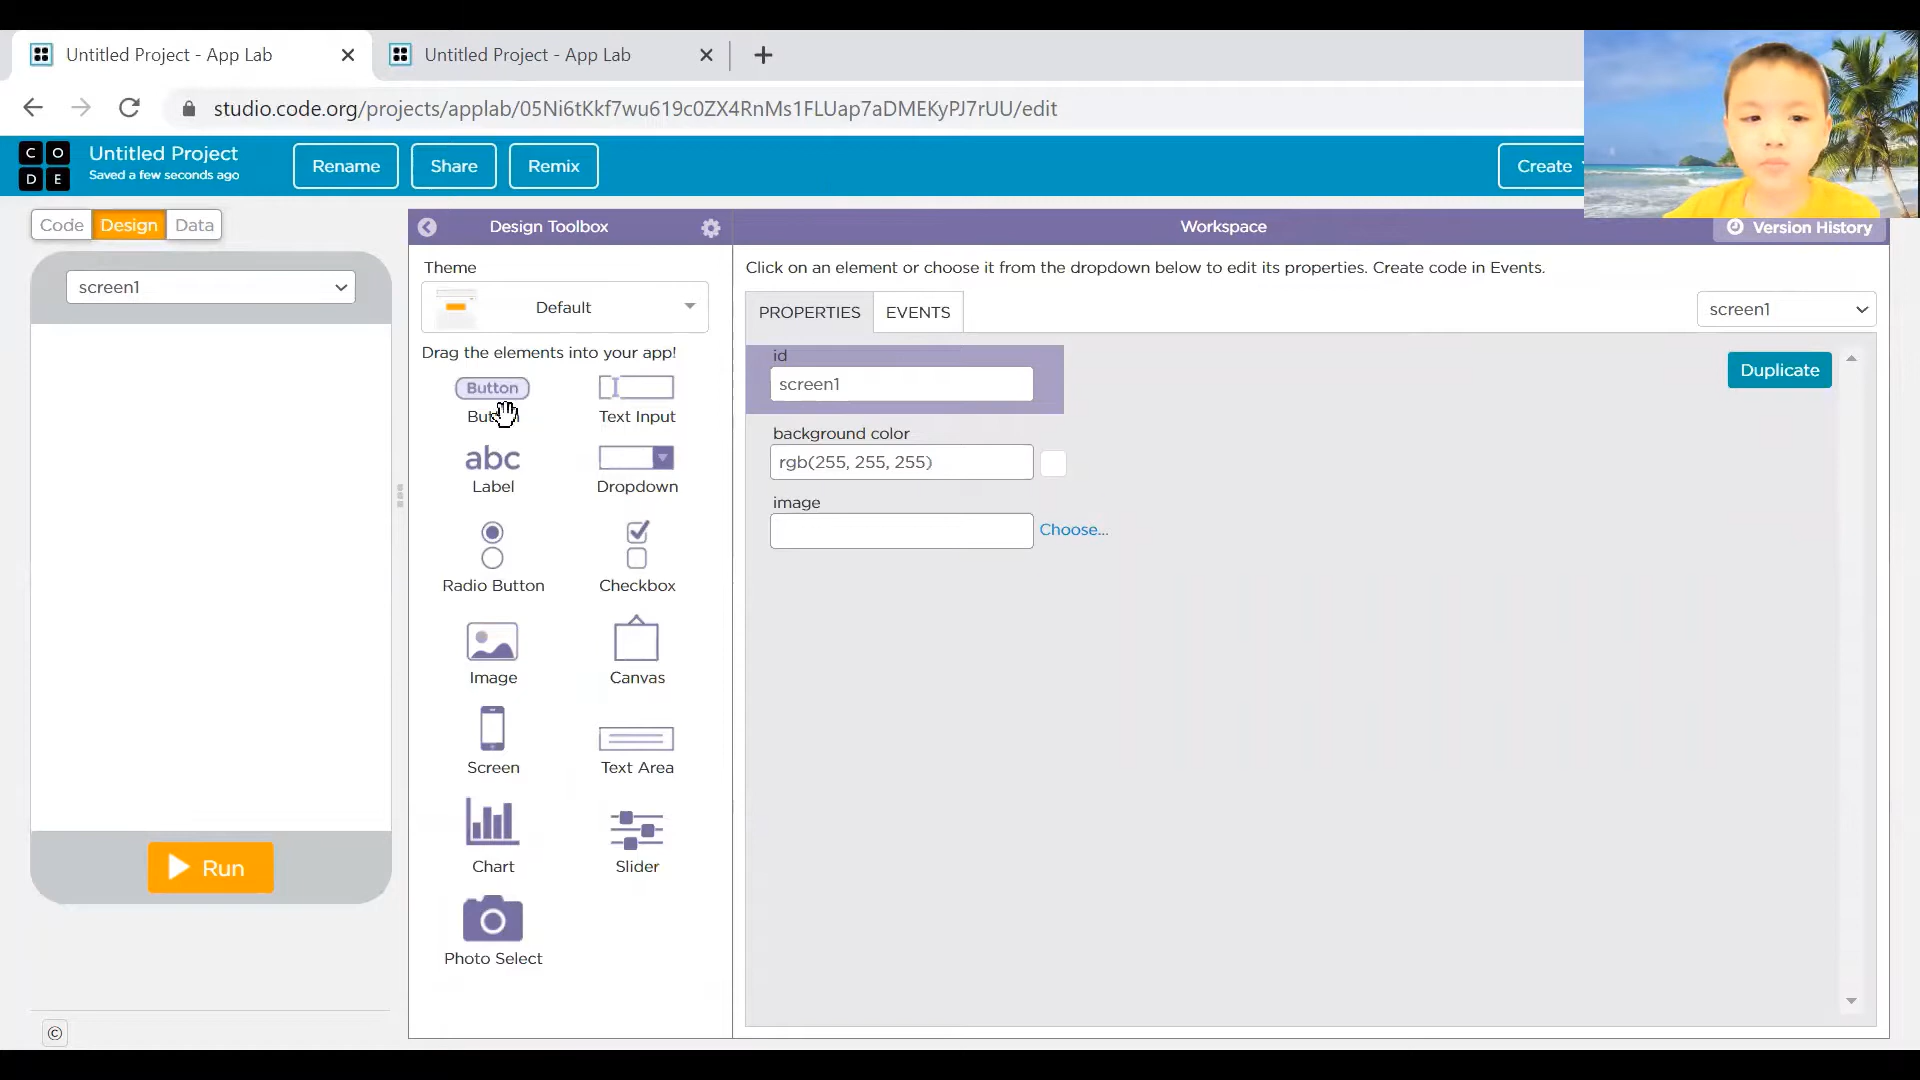 Untitled Project - App Lab
Untitled Project - App Lab
studio.code.org/projects/applab/05Ni6tKkf7wu619c0ZX4RnMs1FLUap7aDMEKyPJ7rUU/edit
CODE
Untitled Project
Saved a few seconds ago
Rename
Share
Remix
Create
Code
Design
Data
Design Toolbox
Workspace
Version History
screen1
Theme
Default
Drag the elements into your app!
Button
Text Input
abc
Label
Dropdown
Radio Button
Checkbox
Image
Canvas
Screen
Text Area
Chart
Slider
Photo Select
Click on an element or choose it from the dropdown below to edit its properties. Create code in Events.
PROPERTIES
EVENTS
screen1
id
screen1
Duplicate
background color
rgb(255, 255, 255)
image
Choose...
Run
©